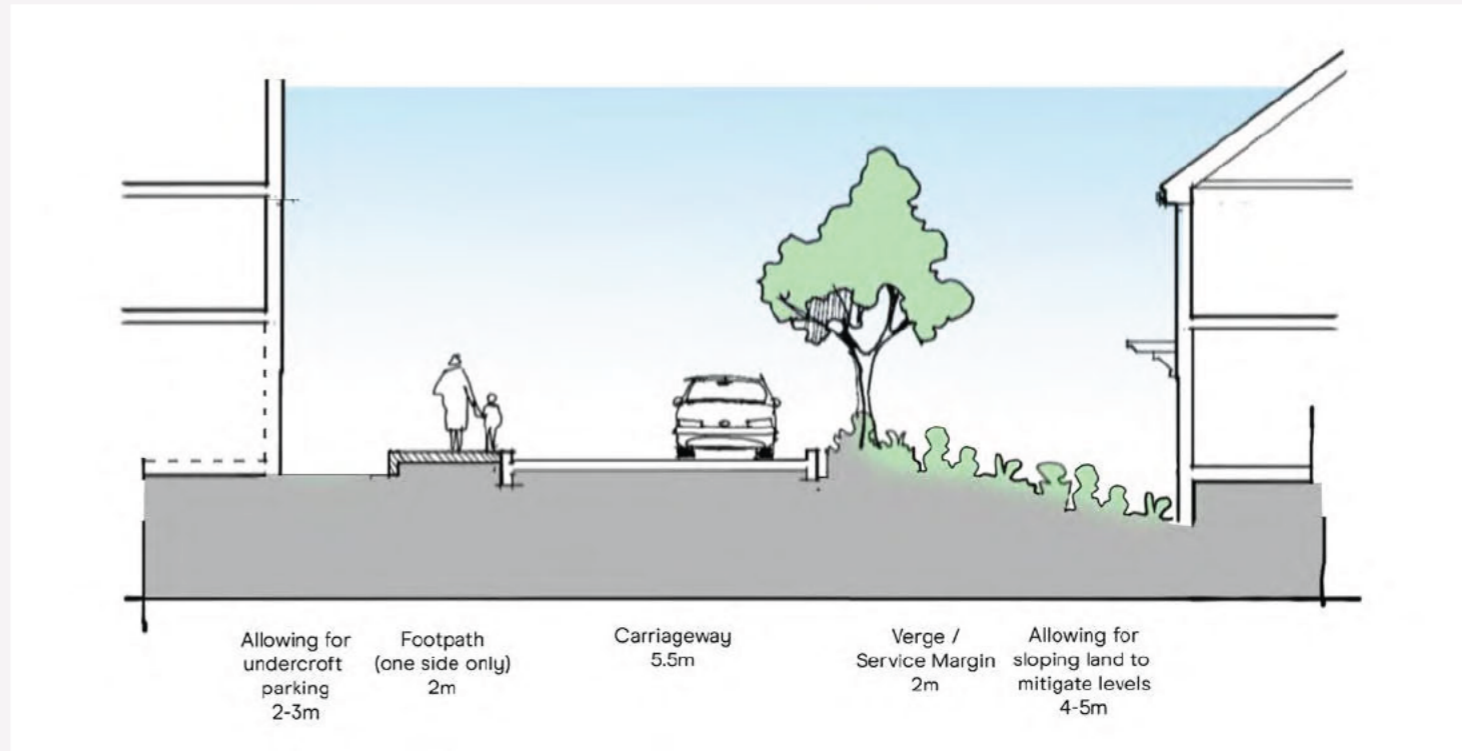 Allowing for
undercroft
parking
2-3m
Footpath
(one side only)
2m
Carriageway
5.5m
Verge /
Service Margin
2m
Allowing for
sloping land to
mitigate levels
4-5m